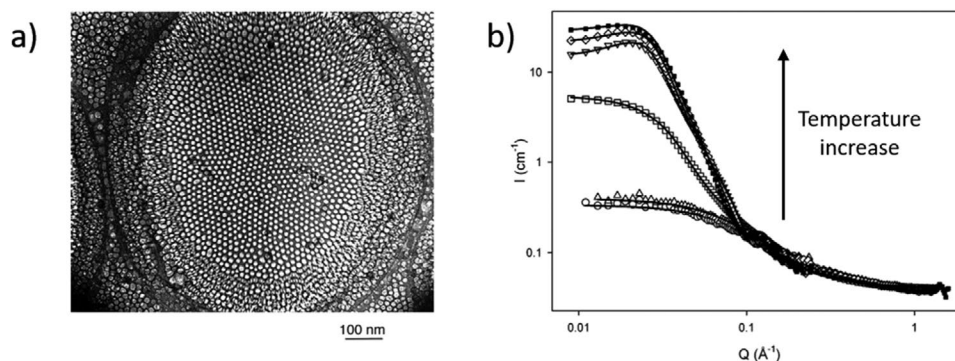 a)
100 nm
b)
10
1
0.1
I (cm⁻¹)
Temperature
increase
0.01
0.1
1
Q (Å⁻¹)